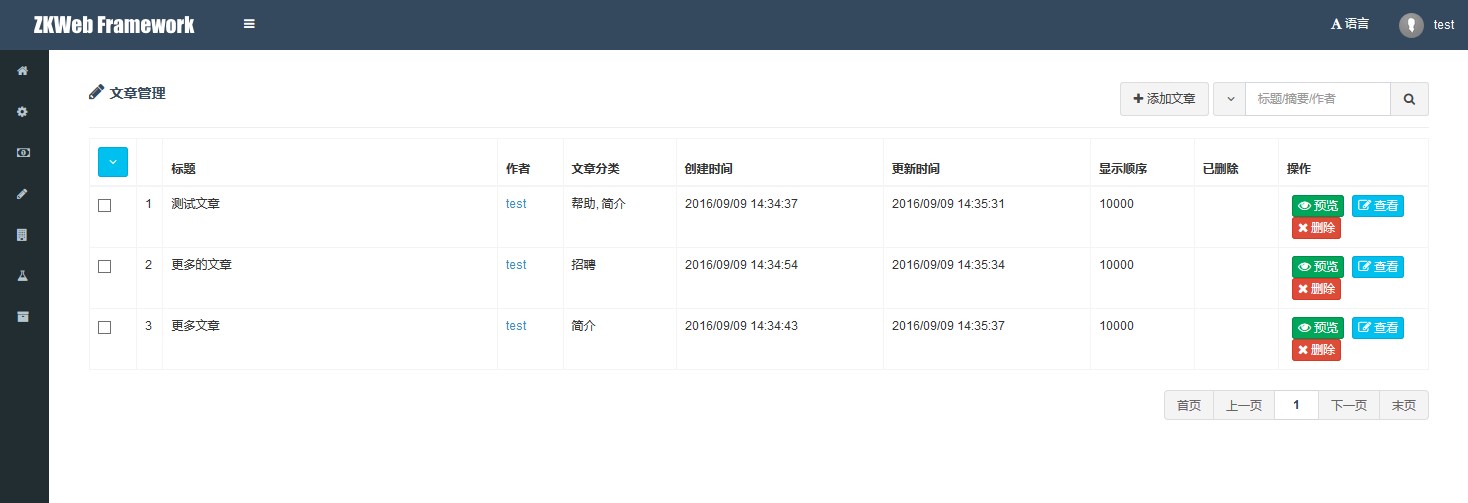 ZKWeb Framework
A 语言 test
文章管理 添加文章 标题/摘要/作者
标题 作者 文章分类 创建时间 更新时间 显示顺序 已删除 操作
1 测试文章 test 帮助, 简介 2016/09/09 14:34:37 2016/09/09 14:35:31 10000 预览 查看
删除
2 更多的文章 test 招聘 2016/09/09 14:34:54 2016/09/09 14:35:34 10000 预览 查看
删除
3 更多文章 test 简介 2016/09/09 14:34:43 2016/09/09 14:35:37 10000 预览 查看
删除
首页 上一页 1 下一页 末页